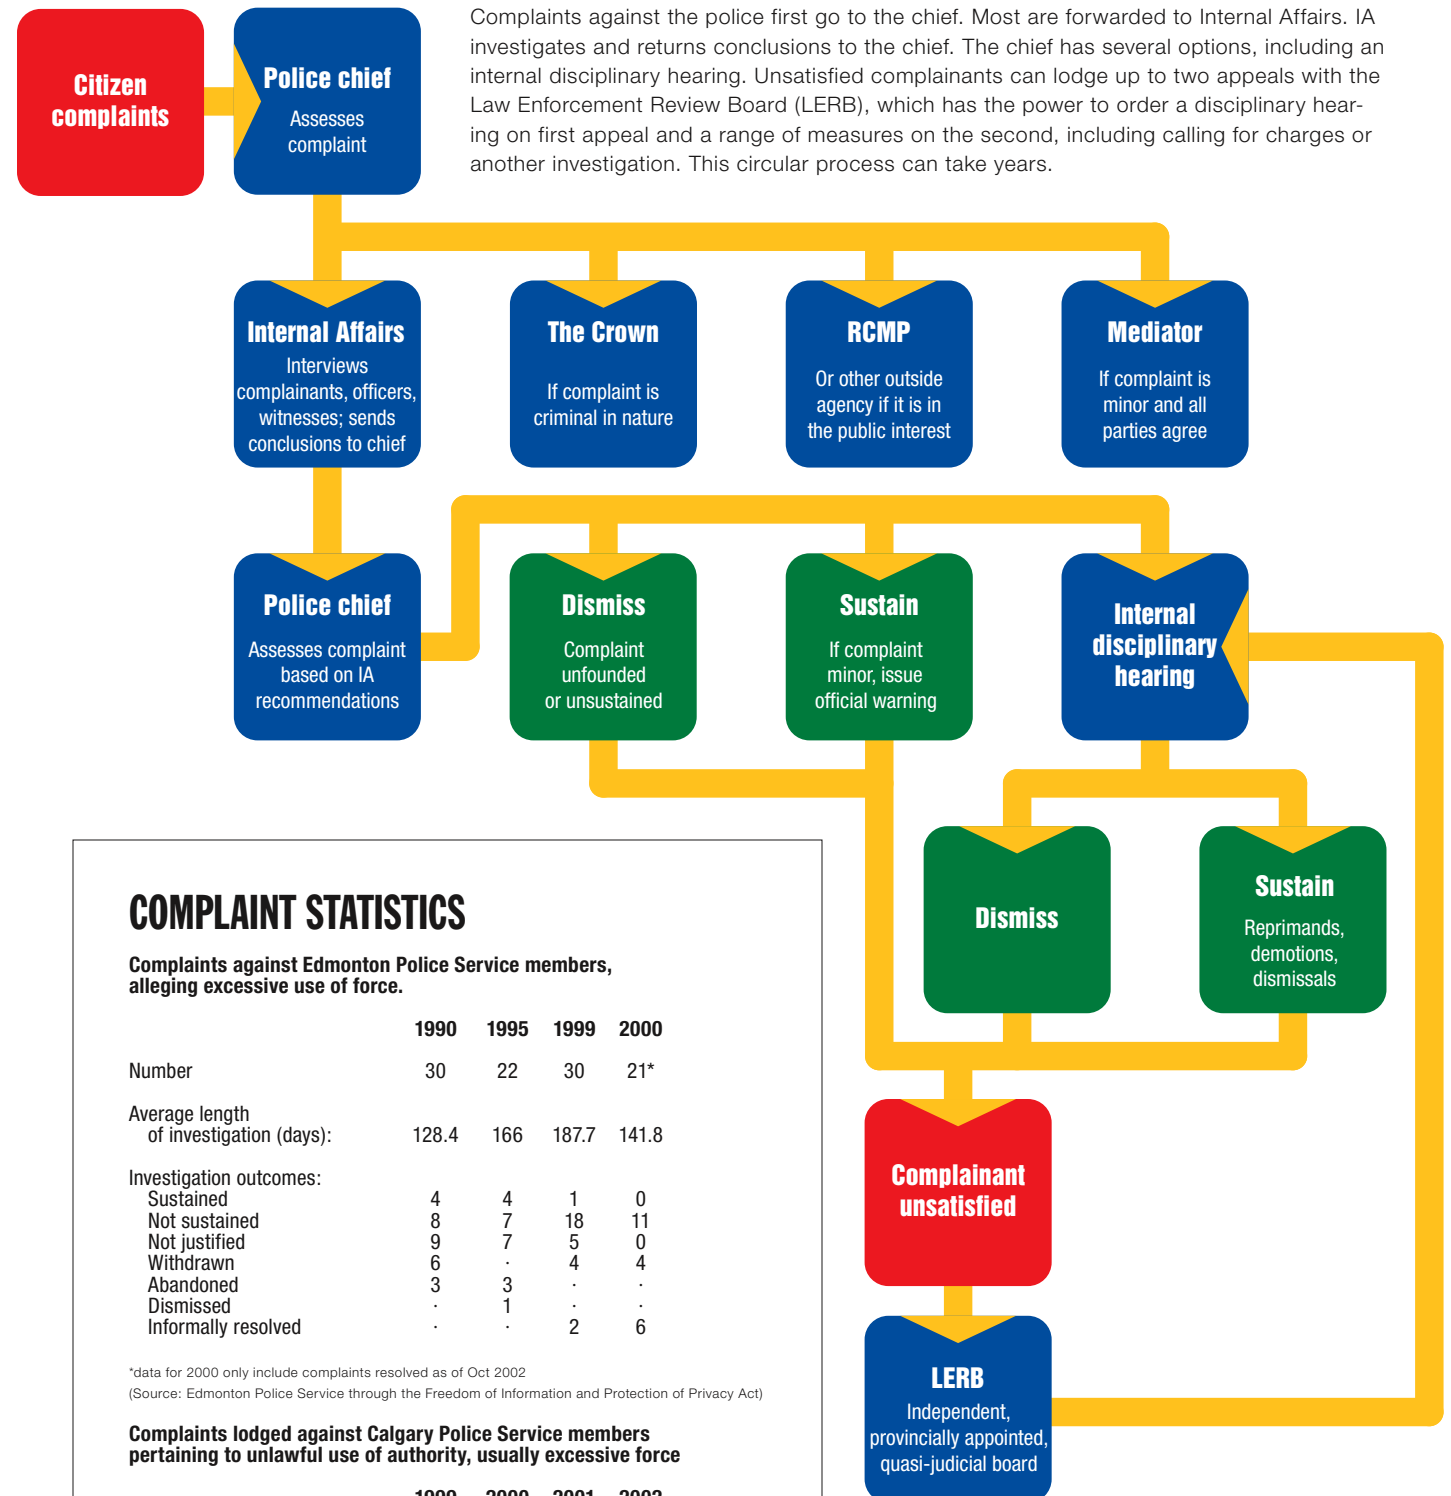 Complaints against the police first go to the chief. Most are forwarded to Internal Affairs. IA
investigates and returns conclusions to the chief. The chief has several options, including an
internal disciplinary hearing. Unsatisfied complainants can lodge up to two appeals with the
Law Enforcement Review Board (LERB), which has the power to order a disciplinary hear-
ing on first appeal and a range of measures on the second, including calling for charges or
another investigation. This circular process can take years.
Citizen
complaints
Police chief
Assesses
complaint
Internal Affairs
Interviews
complainants, officers,
witnesses; sends
conclusions to chief
The Crown
If complaint is
criminal in nature
RCMP
Or other outside
agency if it is in
the public interest
Mediator
If complaint is
minor and all
parties agree
Police chief
Assesses complaint
based on IA
recommendations
Dismiss
Complaint
unfounded
or unsustained
Sustain
If complaint
minor, issue
official warning
Internal
disciplinary
hearing
Dismiss
Sustain
Reprimands,
demotions,
dismissals
Complainant
unsatisfied
LERB
Independent,
provincially appointed,
quasi-judicial board
COMPLAINT STATISTICS
Complaints against Edmonton Police Service members,
alleging excessive use of force.
1990 1995 1999 2000
Number 30 22 30 21*
Average length
of investigation (days): 128.4 166 187.7 141.8
Investigation outcomes:
Sustained 4 4 1 0
Not sustained 8 7 18 11
Not justified 9 7 5 0
Withdrawn 6 · 4 4
Abandoned 3 3 · ·
Dismissed · 1 · ·
Informally resolved · · 2 6
*data for 2000 only include complaints resolved as of Oct 2002
(Source: Edmonton Police Service through the Freedom of Information and Protection of Privacy Act)
Complaints lodged against Calgary Police Service members
pertaining to unlawful use of authority, usually excessive force
1999 2000 2001 2002